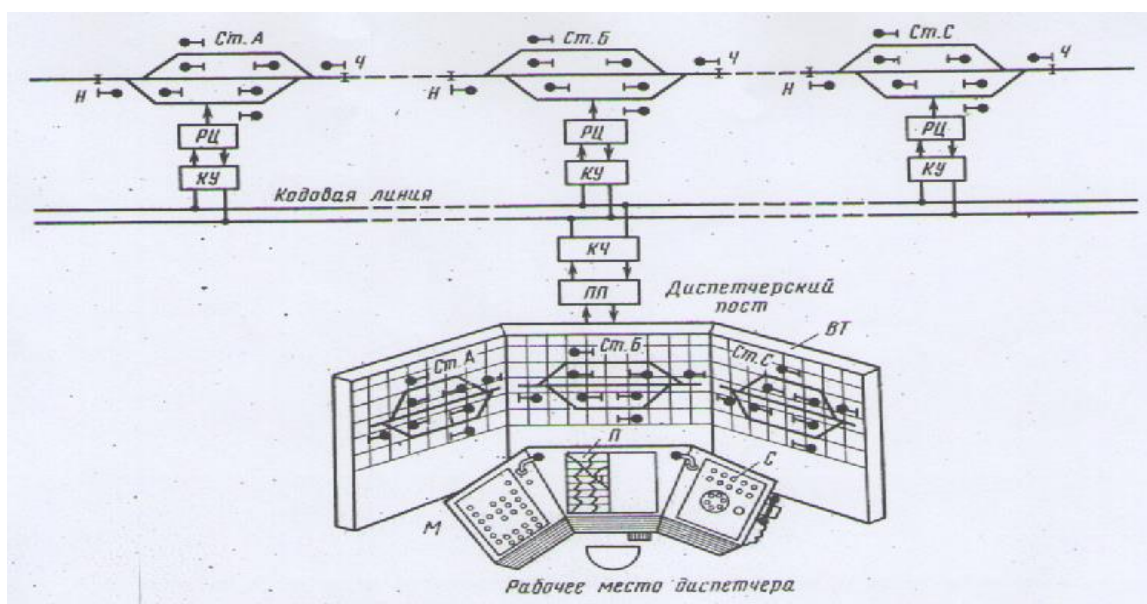 Ст. А
Ч
Ст. Б
Ч
Ст. С
Ч
Н
Н
Н
РЦ
РЦ
РЦ
КУ
КУ
КУ
Кодовая линия
КЧ
ПП
Диспетчерский
пост
ВТ
Ст. А
Ст. Б
Ст. С
П
С
М
Рабочее место диспетчера